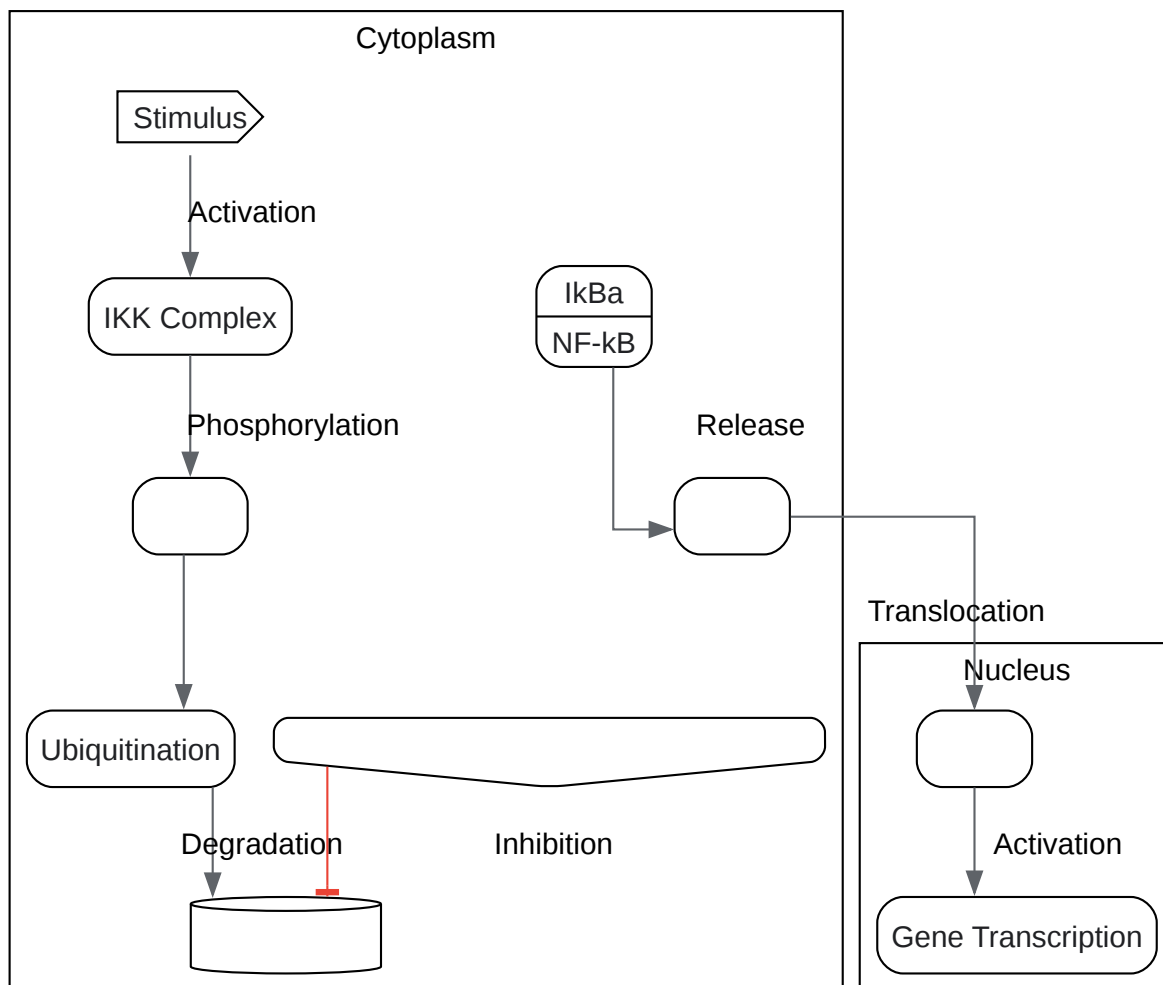 Cytoplasm
Stimulus
Activation
IKK Complex
IkBa
NF-kB
Phosphorylation
Release
Translocation
Nucleus
Ubiquitination
Degradation
Inhibition
Activation
Gene Transcription